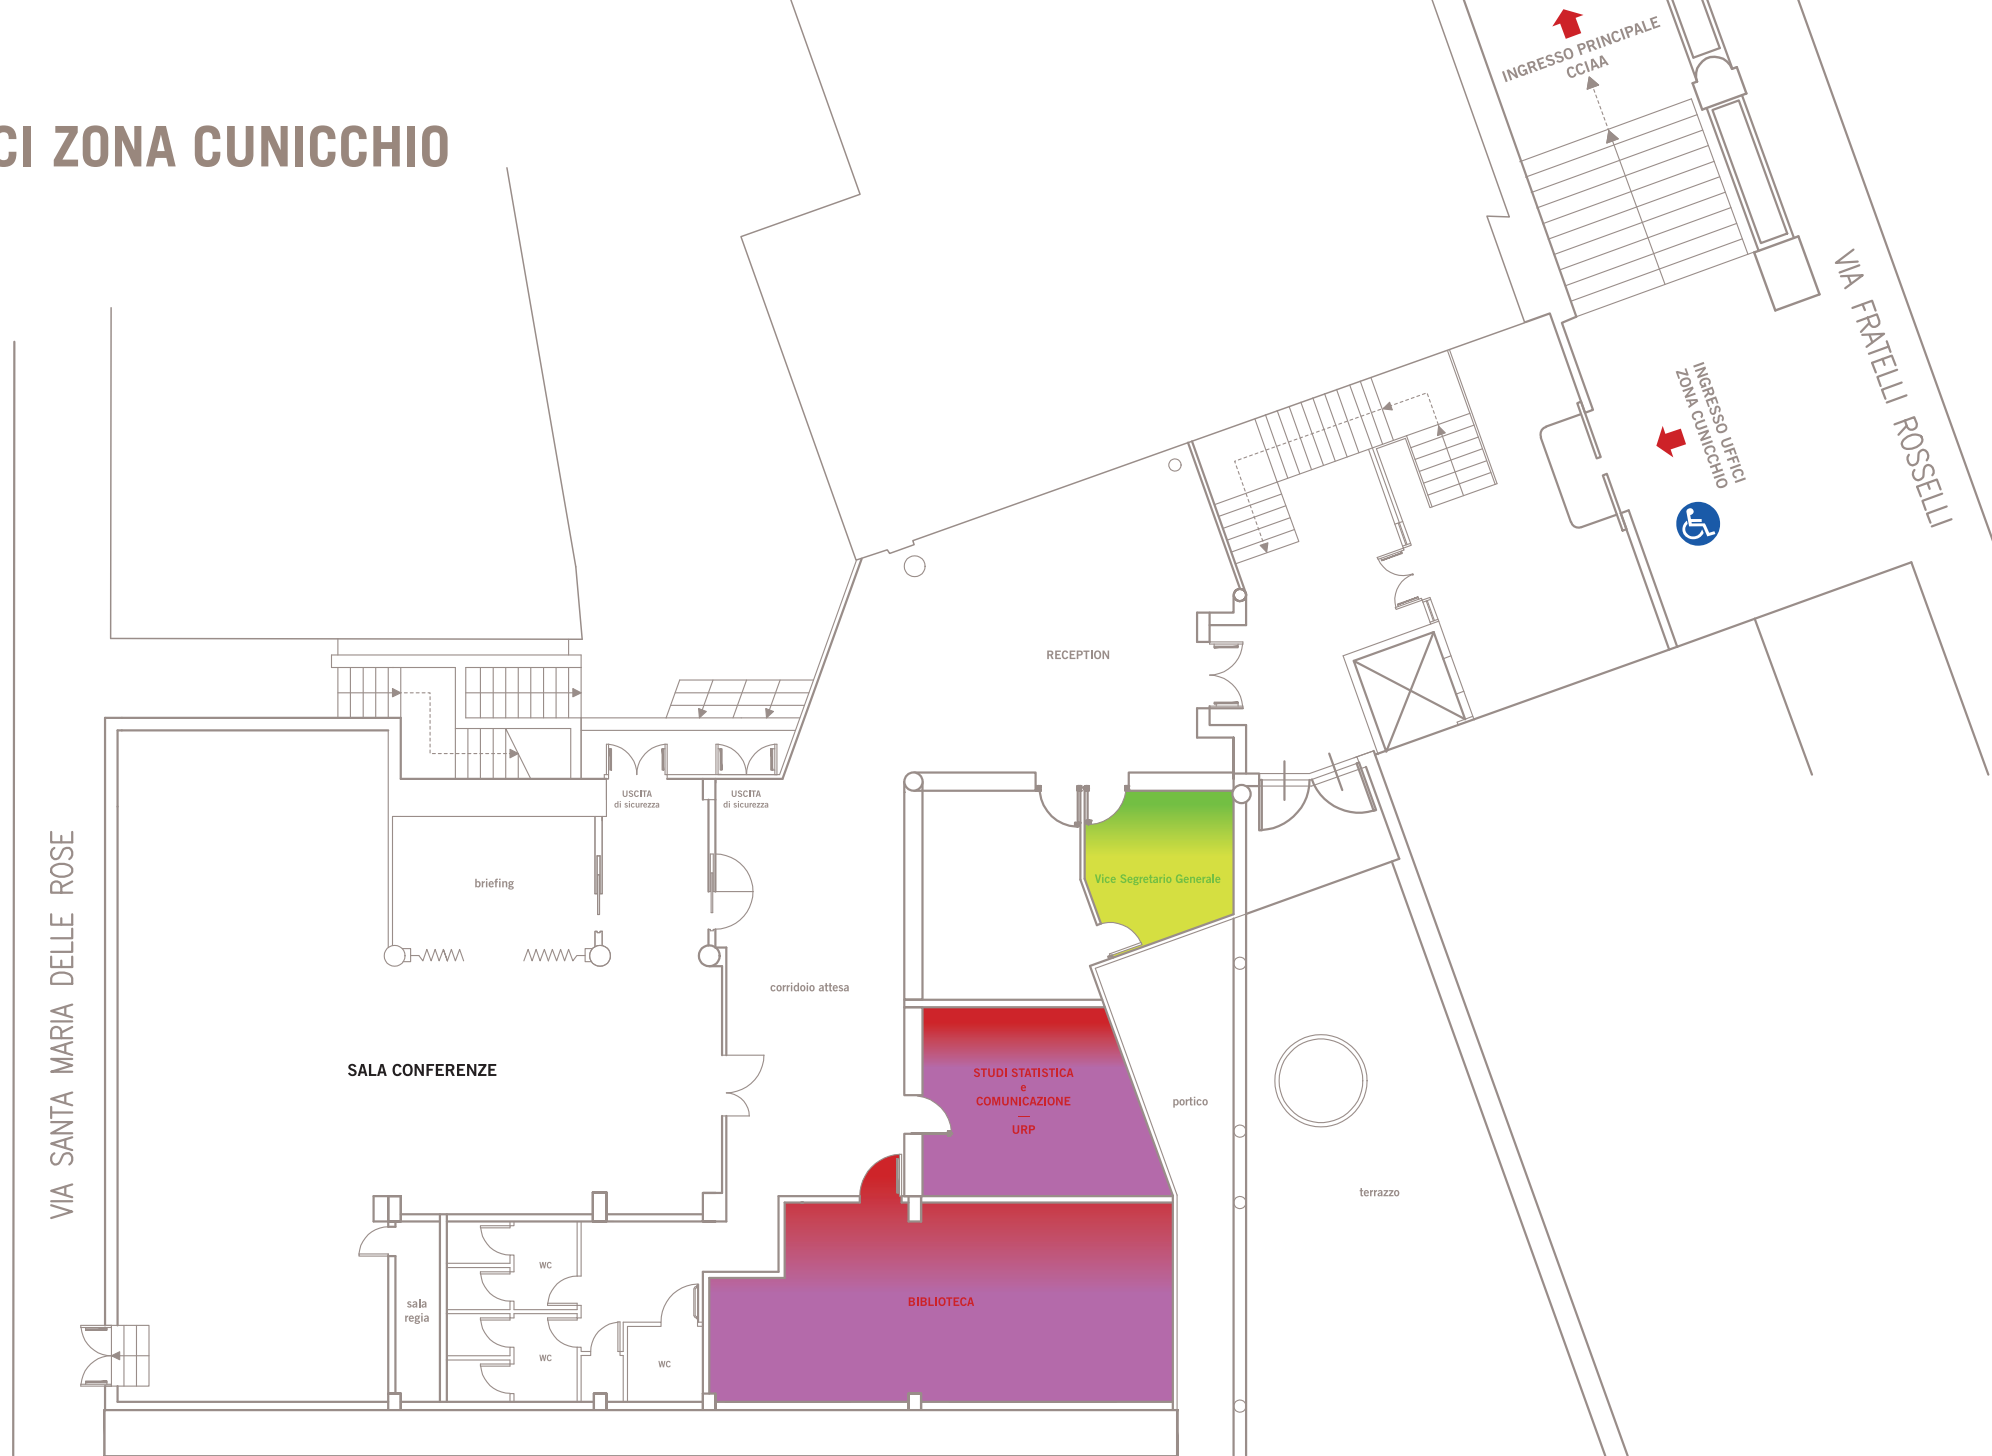 CI ZONA CUNICCHIO
INGRESSO PRINCIPALE
CCIAA
VIA FRATELLI ROSSELLI
INGRESSO UFFICI
ZONA CUNICCHIO
RECEPTION
USCITA
di sicurezza
USCITA
di sicurezza
briefing
Vice Segretario Generale
corridoio attesa
VIA SANTA MARIA DELLE ROSE
SALA CONFERENZE
STUDI STATISTICA
e
COMUNICAZIONE
—
URP
portico
terrazzo
WC
sala
regia
BIBLIOTECA
WC
WC